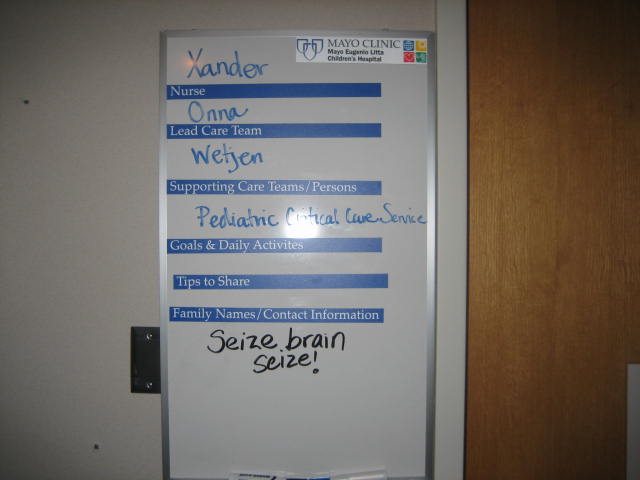 MAYO CLINIC
Mayo Eugenio Litta
Children's Hospital
Xander
Nurse
Onna
Lead Care Team
Wetjen
Supporting Care Teams/Persons
Pediatric Critical Care Service
Goals & Daily Activites
Tips to Share
Family Names/Contact Information
Seize brain
seize!